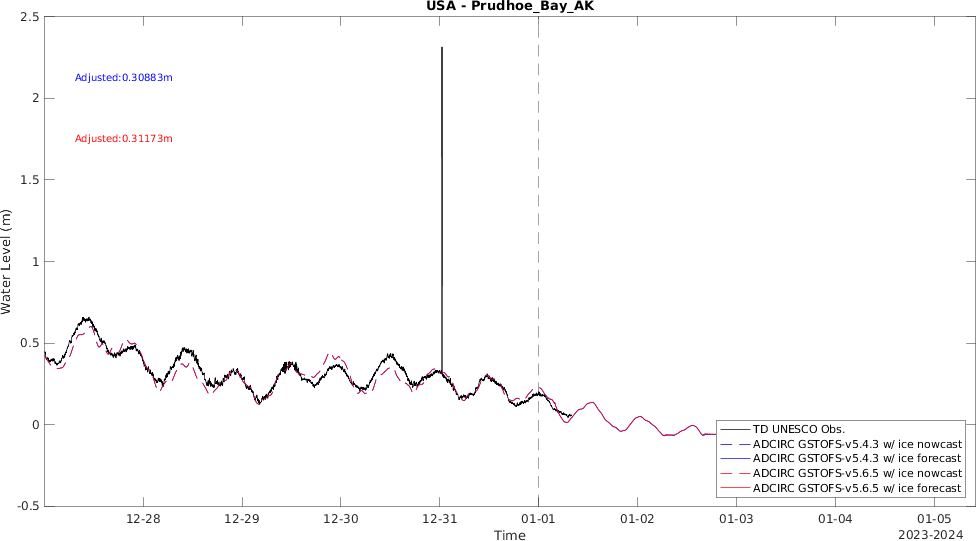 USA - Prudhoe_Bay_AK
2.5
2
1.5
1
0.5
0
-0.5
Water Level (m)
Adjusted:0.30883m
Adjusted:0.31173m
TD UNESCO Obs.
ADCIRC GSTOFS-v5.4.3 w/ ice nowcast
ADCIRC GSTOFS-v5.4.3 w/ ice forecast
ADCIRC GSTOFS-v5.6.5 w/ ice nowcast
ADCIRC GSTOFS-v5.6.5 w/ ice forecast
12-28 12-29 12-30 12-31 01-01 01-02 01-03 01-04 01-05
Time
2023-2024